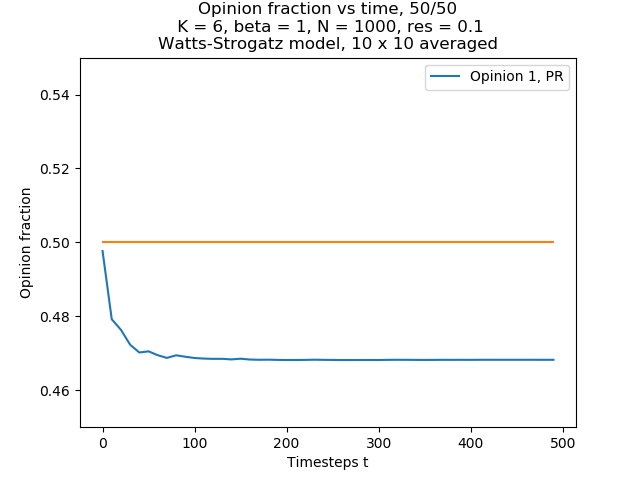 Opinion fraction vs time, 50/50
K = 6, beta = 1, N = 1000, res = 0.1
Watts-Strogatz model, 10 x 10 averaged
Opinion 1, PR
0.54
0.52
0.50
0.48
0.46
Opinion fraction
0
100
200
300
400
500
Timesteps t